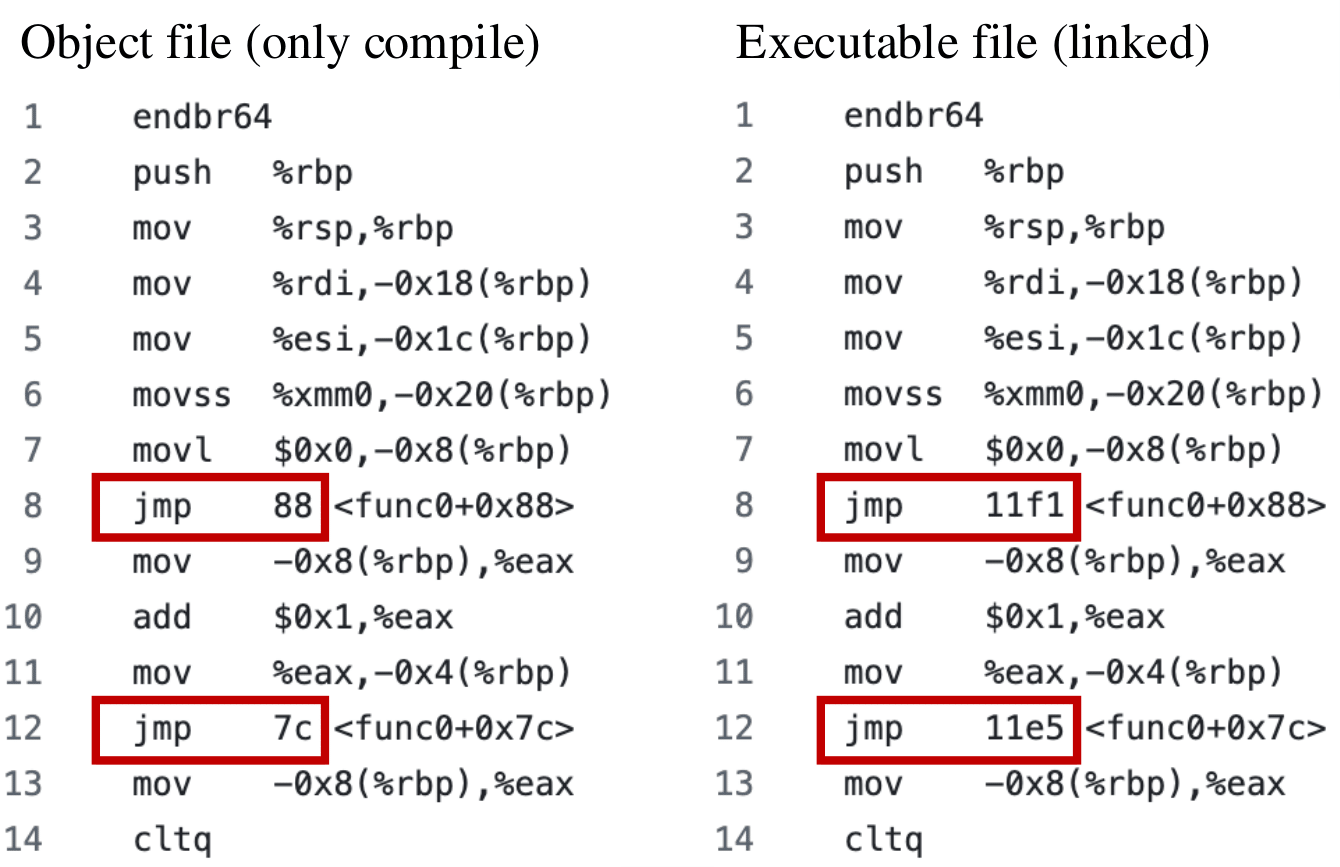 Object file (only compile)
1 endbr64
2 push %rbp
3 mov %rsp,%rbp
4 mov %rdi,-0x18(%rbp)
5 mov %esi,-0x1c(%rbp)
6 movss %xmm0,-0x20(%rbp)
7 movl $0x0,-0x8(%rbp)
8 jmp 88 <func0+0x88>
9 mov -0x8(%rbp),%eax
10 add $0x1,%eax
11 mov %eax,-0x4(%rbp)
12 jmp 7c <func0+0x7c>
13 mov -0x8(%rbp),%eax
14 cltq
Executable file (linked)
1 endbr64
2 push %rbp
3 mov %rsp,%rbp
4 mov %rdi,-0x18(%rbp)
5 mov %esi,-0x1c(%rbp)
6 movss %xmm0,-0x20(%rbp)
7 movl $0x0,-0x8(%rbp)
8 jmp 11f1 <func0+0x88>
9 mov -0x8(%rbp),%eax
10 add $0x1,%eax
11 mov %eax,-0x4(%rbp)
12 jmp 11e5 <func0+0x7c>
13 mov -0x8(%rbp),%eax
14 cltq